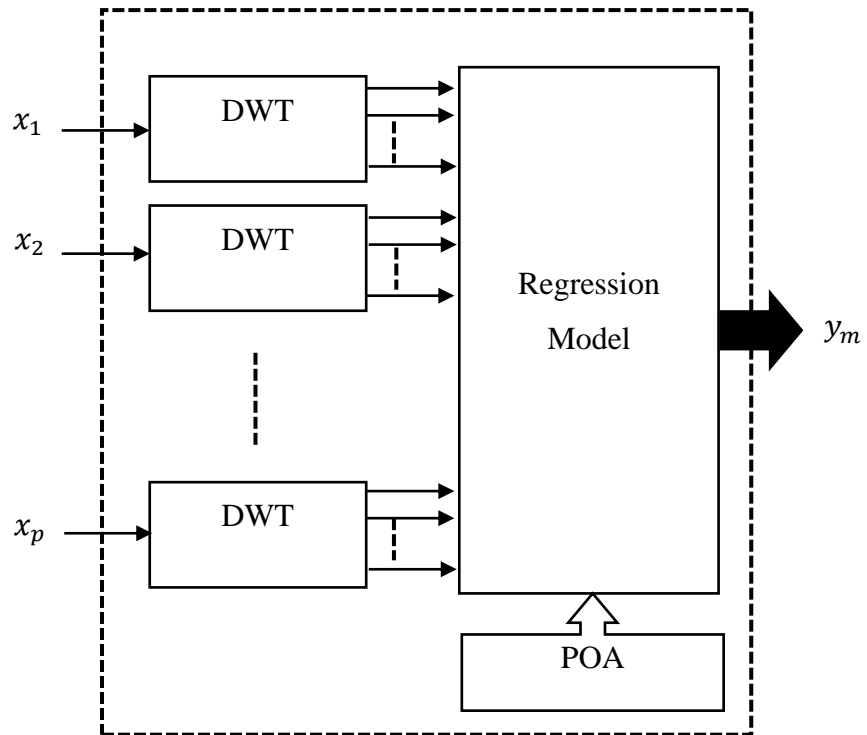 DWT
x₁
DWT
x₂
Regression
Model
yₘ
DWT
xₚ
POA